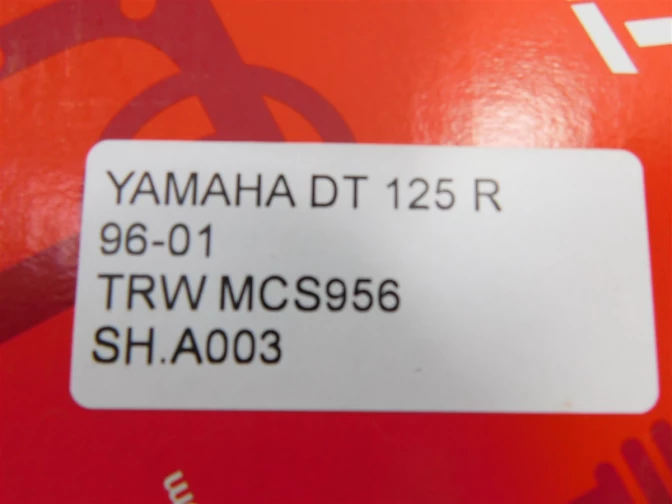 YAMAHA DT 125 R
96-01
TRW MCS956
SH.A003